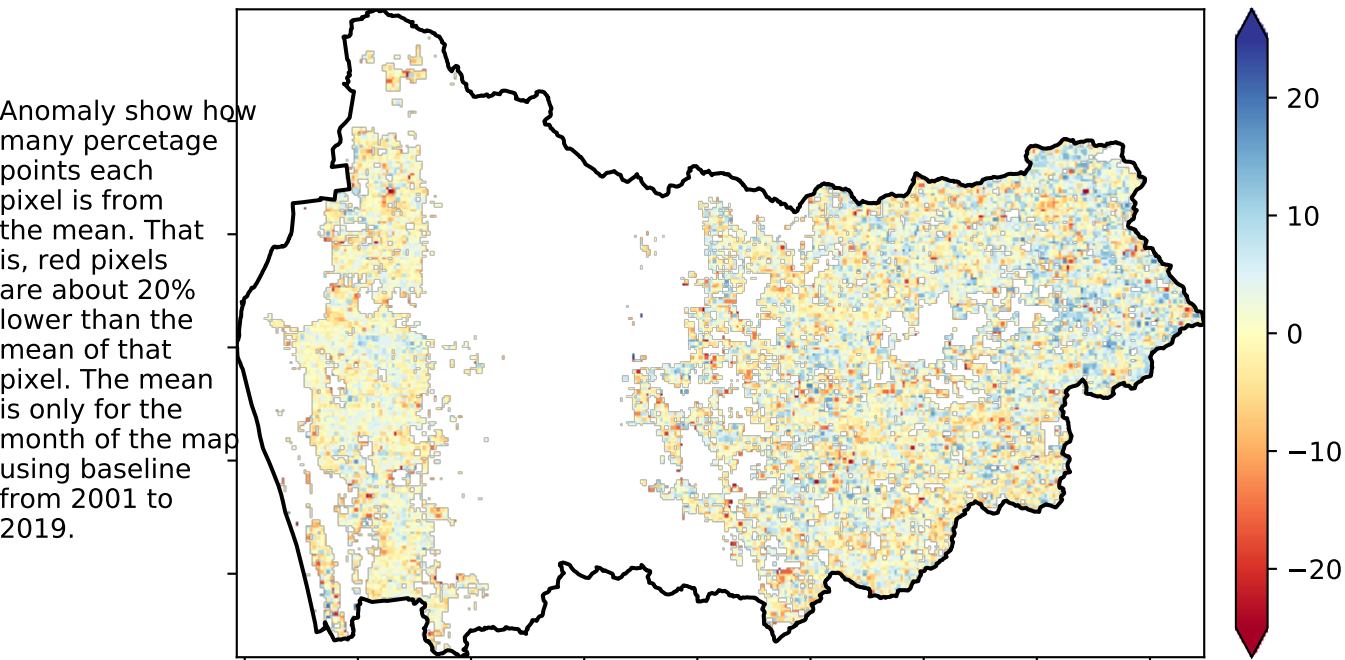 Anomaly show how
many percetage
points each
pixel is from
the mean. That
is, red pixels
are about 20%
lower than the
mean of that
pixel. The mean
is only for the
month of the map
using baseline
from 2001 to
2019.
20
10
0
−10
−20